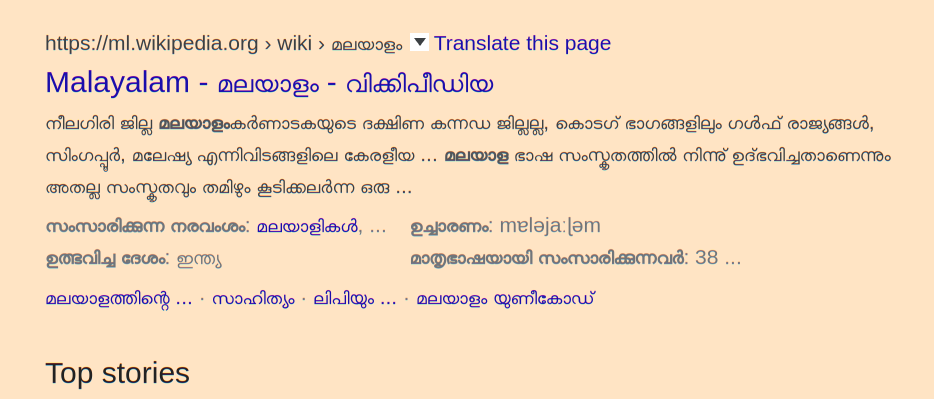 https://ml.wikipedia.org › wiki › മലയാളം Translate this page
Malayalam - മലയാളം - വിക്കിപീഡിയ
നീലഗിരി ജില്ല മലയാളംകർണാടകയുടെ ദക്ഷിണ കന്നഡ ജില്ലല്ല, കൊടഗ് ഭാഗങ്ങളിലും ഗൾഫ് രാജ്യങ്ങൾ,
സിംഗപ്പൂർ, മലേഷ്യ എന്നിവിടങ്ങളിലെ കേരളീയ ... മലയാള ഭാഷ സംസ്കൃതത്തിൽ നിന്ന് ഉദ്ഭവിച്ചതാണെന്നും
അതല്ല സംസ്കൃതവും തമിഴും കൂടിക്കലർന്ന ഒരു ...
സംസാരിക്കുന്ന നരവംശം: മലയാളികൾ, ... ഉച്ചാരണം: mɐləjaːɭəm
ഉത്ഭവിച്ച ദേശം: ഇന്ത്യ മാതൃഭാഷയായി സംസാരിക്കുന്നവർ: 38 ...
മലയാളത്തിന്റെ ... · സാഹിത്യം · ലിപിയും ... · മലയാളം യുണീകോഡ്
Top stories